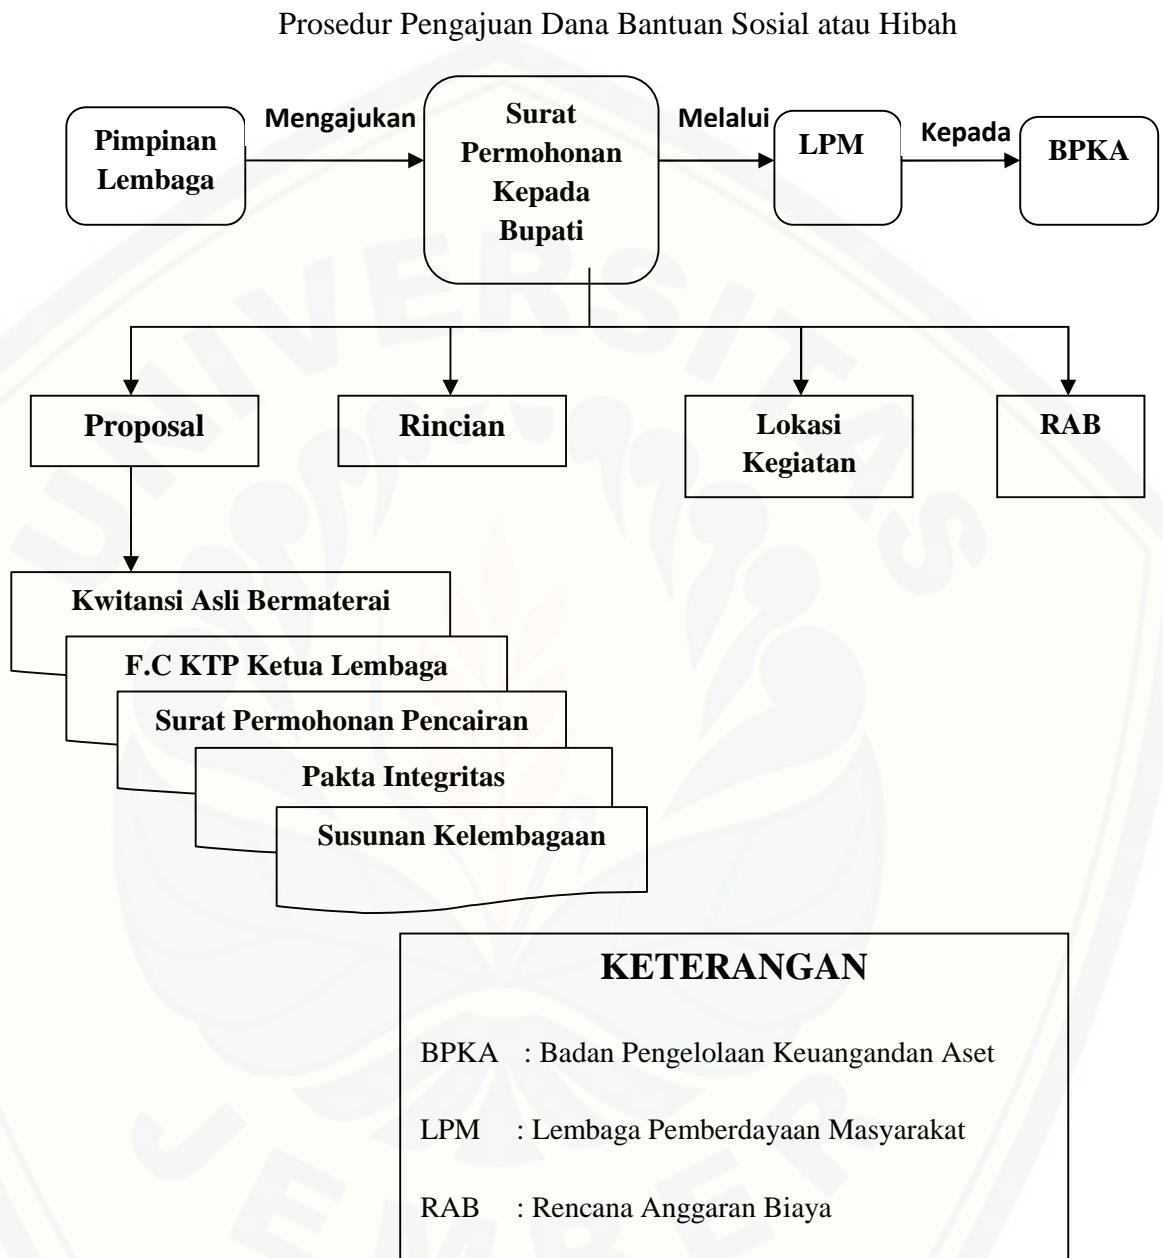 Prosedur Pengajuan Dana Bantuan Sosial atau Hibah
Pimpinan
Lembaga
Mengajukan
Surat
Permohonan
Kepada
Bupati
Melalui
LPM
Kepada
BPKA
Proposal
Rincian
Lokasi
Kegiatan
RAB
Kwitansi Asli Bermaterai
F.C KTP Ketua Lembaga
Surat Permohonan Pencairan
Pakta Integritas
Susunan Kelembagaan
KETERANGAN
BPKA : Badan Pengelolaan Keuangandan Aset
LPM : Lembaga Pemberdayaan Masyarakat
RAB : Rencana Anggaran Biaya
UNIVERSITAS
JEMBER